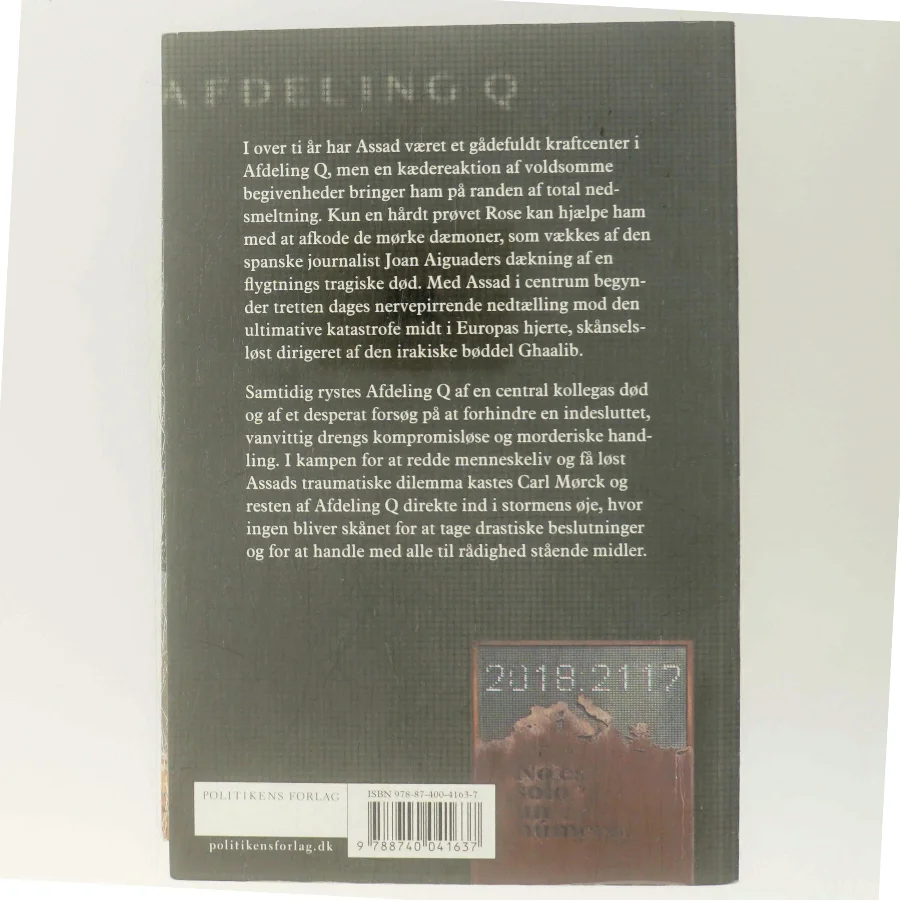 AFDELING Q
I over ti år har Assad været et gådefuldt kraftcenter i
Afdeling Q, men en kædereaktion af voldsomme
begivenheder bringer ham på randen af total ned-
smeltning. Kun en hårdt prøvet Rose kan hjælpe ham
med at afkode de mørke dæmoner, som vækkes af den
spanske journalist Joan Aiguaders dækning af en
flygtnings tragiske død. Med Assad i centrum begyn-
der tretten dages nervepirrende nedtælling mod den
ultimative katastrofe midt i Europas hjerte, skånsels-
løst dirigeret af den irakiske bøddel Ghaalib.
Samtidig rystes Afdeling Q af en central kollegas død
og af et desperat forsøg på at forhindre en indesluttet,
vanvittig drengs kompromisløse og morderiske hand-
ling. I kampen for at redde menneskeliv og få løst
Assads traumatiske dilemma kastes Carl Mørck og
resten af Afdeling Q direkte ind i stormens øje, hvor
ingen bliver skånet for at tage drastiske beslutninger
og for at handle med alle til rådighed stående midler.
2018.2117
No es
solo
un
POLITIKENS FORLAG
politikensforlag.dk
ISBN 978-87-400-4163-7
9 788740 041637